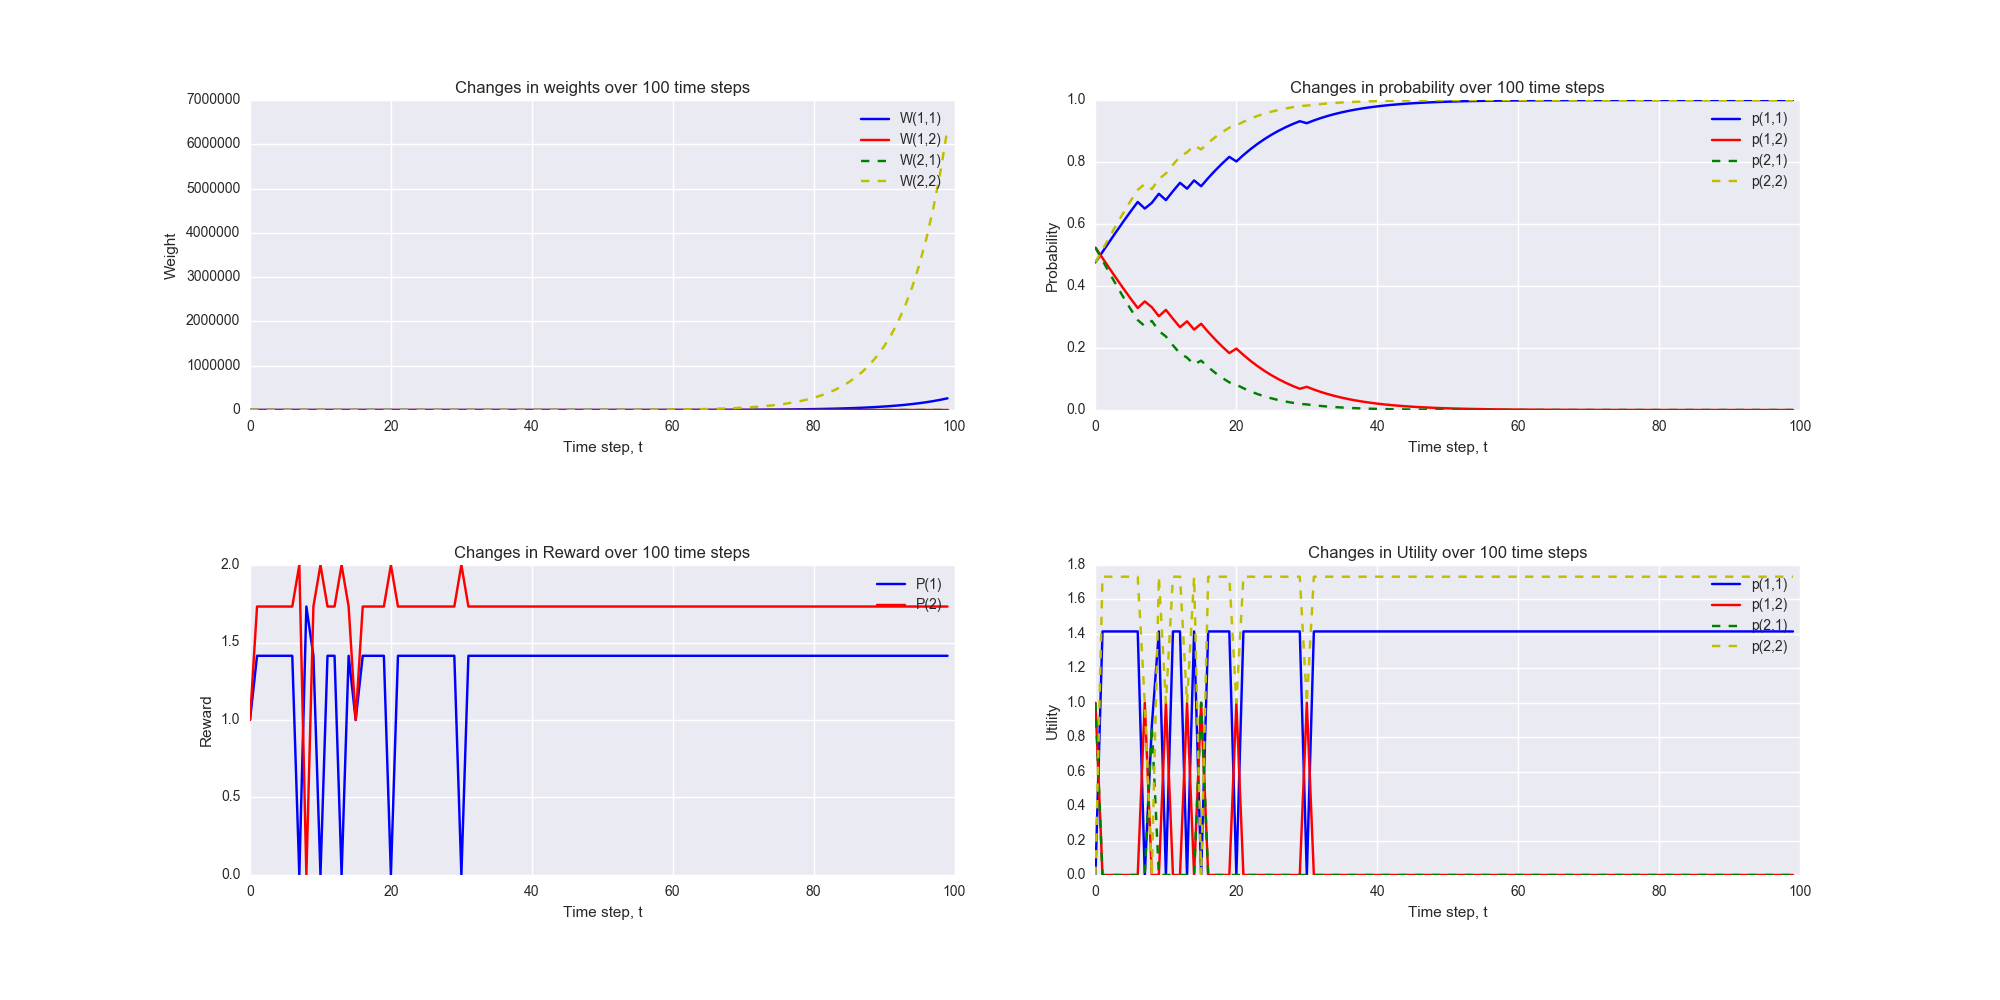 Changes in weights over 100 time steps
7000000
6000000
5000000
4000000
3000000
2000000
1000000
0
Weight
0 20 40 60 80 100
Time step, t
W(1,1)
W(1,2)
W(2,1)
W(2,2)
Changes in probability over 100 time steps
1.0
0.8
0.6
0.4
0.2
0.0
Probability
0 20 40 60 80 100
Time step, t
p(1,1)
p(1,2)
p(2,1)
p(2,2)
Changes in Reward over 100 time steps
2.0
1.5
1.0
0.5
0.0
Reward
0 20 40 60 80 100
Time step, t
P(1)
P(2)
Changes in Utility over 100 time steps
1.8
1.6
1.4
1.2
1.0
0.8
0.6
0.4
0.2
0.0
Utility
0 20 40 60 80 100
Time step, t
p(1,1)
p(1,2)
p(2,1)
p(2,2)